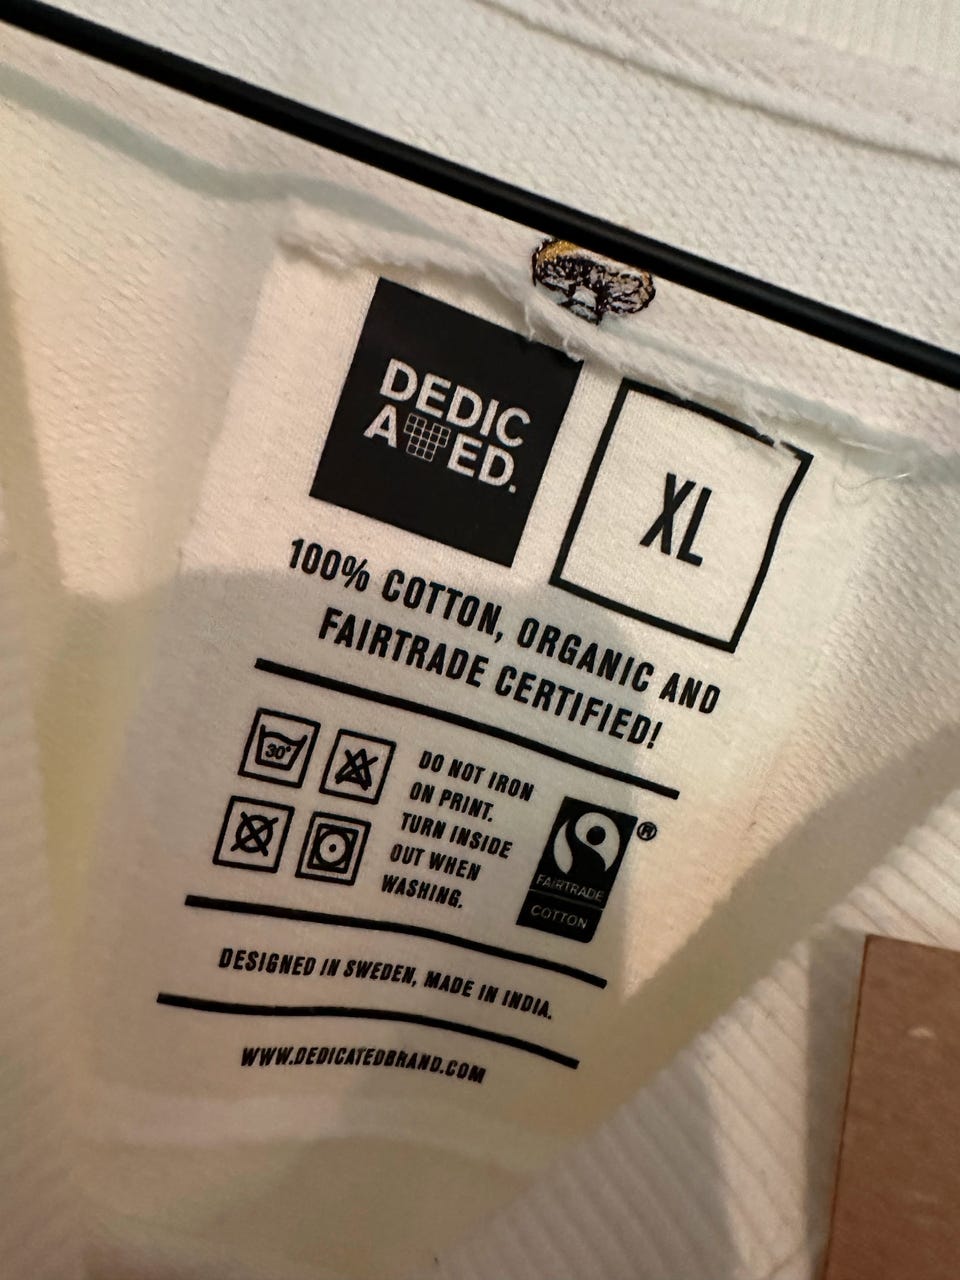 DEDIC
ATED.
XL
100% COTTON, ORGANIC AND
FAIRTRADE CERTIFIED!
30°
DO NOT IRON
ON PRINT.
TURN INSIDE
OUT WHEN
WASHING.
®
FAIRTRADE
COTTON
DESIGNED IN SWEDEN, MADE IN INDIA.
WWW.DEDICATEDBRAND.COM